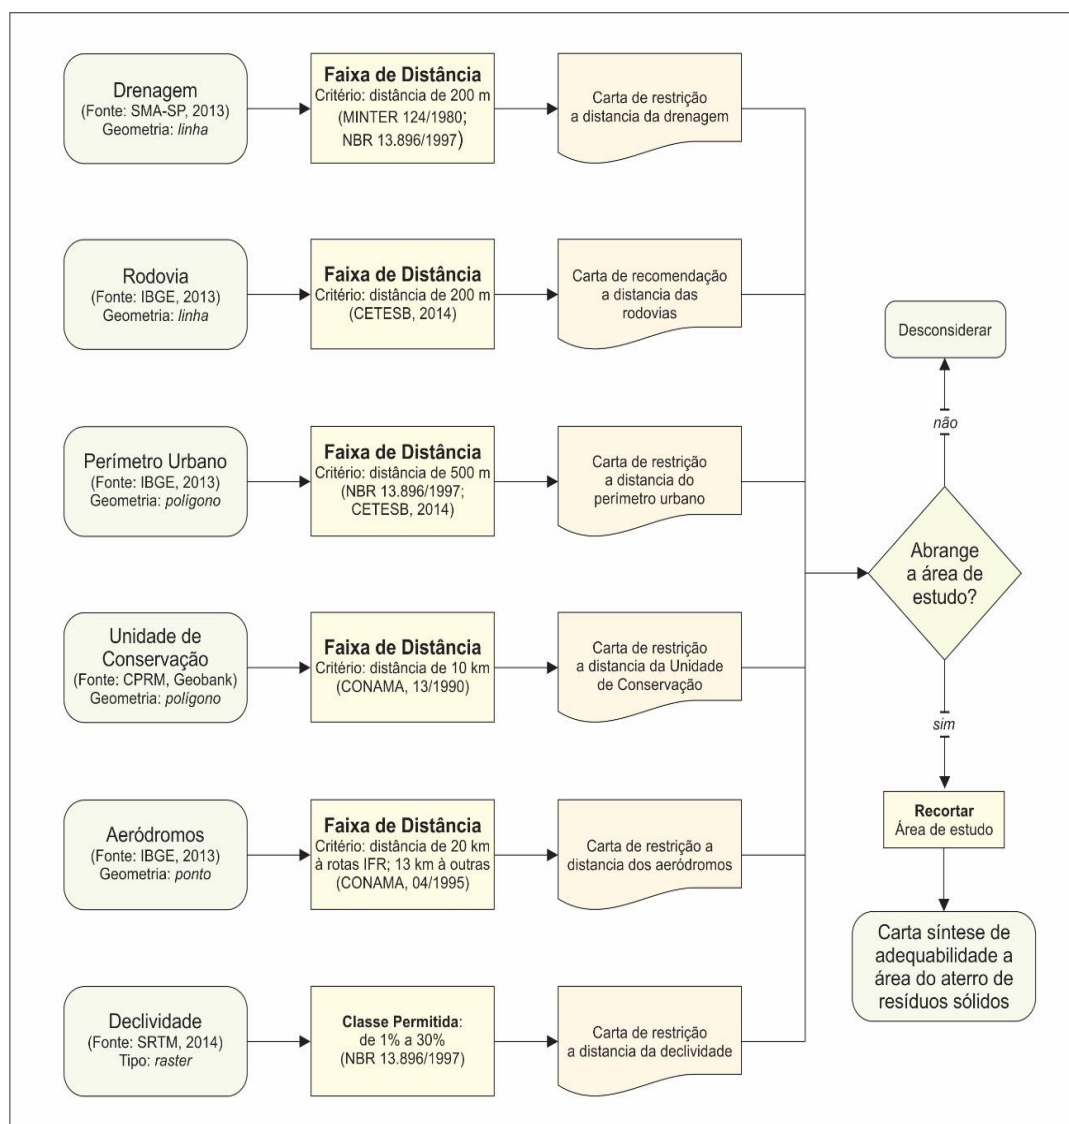 Drenagem
(Fonte: SMA-SP, 2013)
Geometria: linha
Faixa de Distância
Critério: distância de 200 m
(MINTER 124/1980;
NBR 13.896/1997)
Carta de restrição
a distancia da drenagem
Rodovia
(Fonte: IBGE, 2013)
Geometria: linha
Faixa de Distância
Critério: distância de 200 m
(CETESB, 2014)
Carta de recomendação
a distancia das
rodovias
Perímetro Urbano
(Fonte: IBGE, 2013)
Geometria: polígono
Faixa de Distância
Critério: distância de 500 m
(NBR 13.896/1997;
CETESB, 2014)
Carta de restrição
a distancia do
perímetro urbano
Unidade de
Conservação
(Fonte: CPRM, Geobank)
Geometria: polígono
Faixa de Distância
Critério: distância de 10 km
(CONAMA, 13/1990)
Carta de restrição
a distancia da Unidade
de Conservação
Aeródromos
(Fonte: IBGE, 2013)
Geometria: ponto
Faixa de Distância
Critério: distância de 20 km
à rotas IFR; 13 km à outras
(CONAMA, 04/1995)
Carta de restrição a
distancia dos aeródromos
Declividade
(Fonte: SRTM, 2014)
Tipo: raster
Classe Permitida:
de 1% a 30%
(NBR 13.896/1997)
Carta de restrição
a distancia da declividade
Desconsiderar
não
Abrange
a área de
estudo?
sim
Recortar
Área de estudo
Carta síntese de
adequabilidade a
área do aterro de
resíduos sólidos